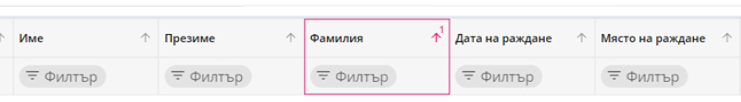 Име Презиме Фамилия 1 Дата на раждане Място на раждане
Филтър Филтър Филтър Филтър Филтър